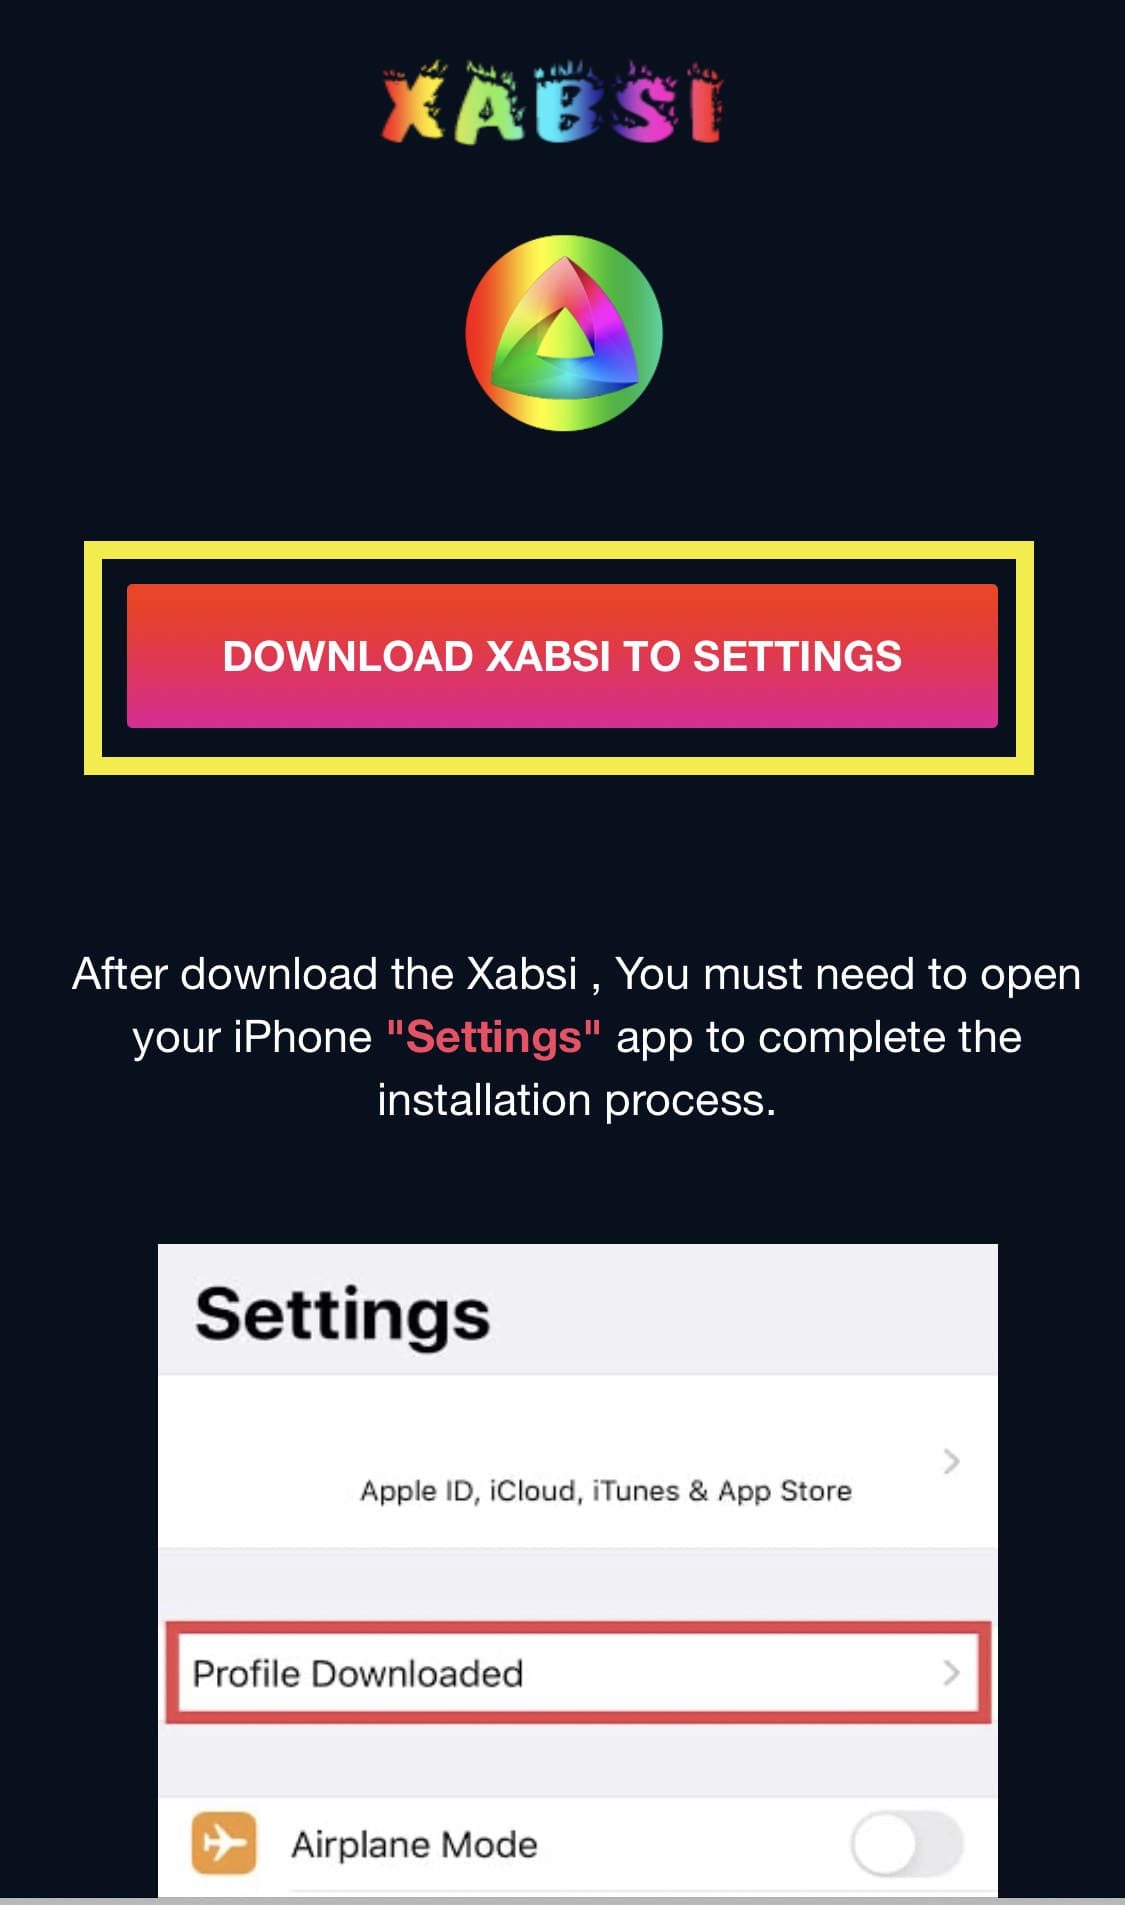 XABSI
DOWNLOAD XABSI TO SETTINGS
After download the Xabsi , You must need to open
your iPhone "Settings" app to complete the
installation process.
Settings
Apple ID, iCloud, iTunes & App Store
Profile Downloaded
Airplane Mode